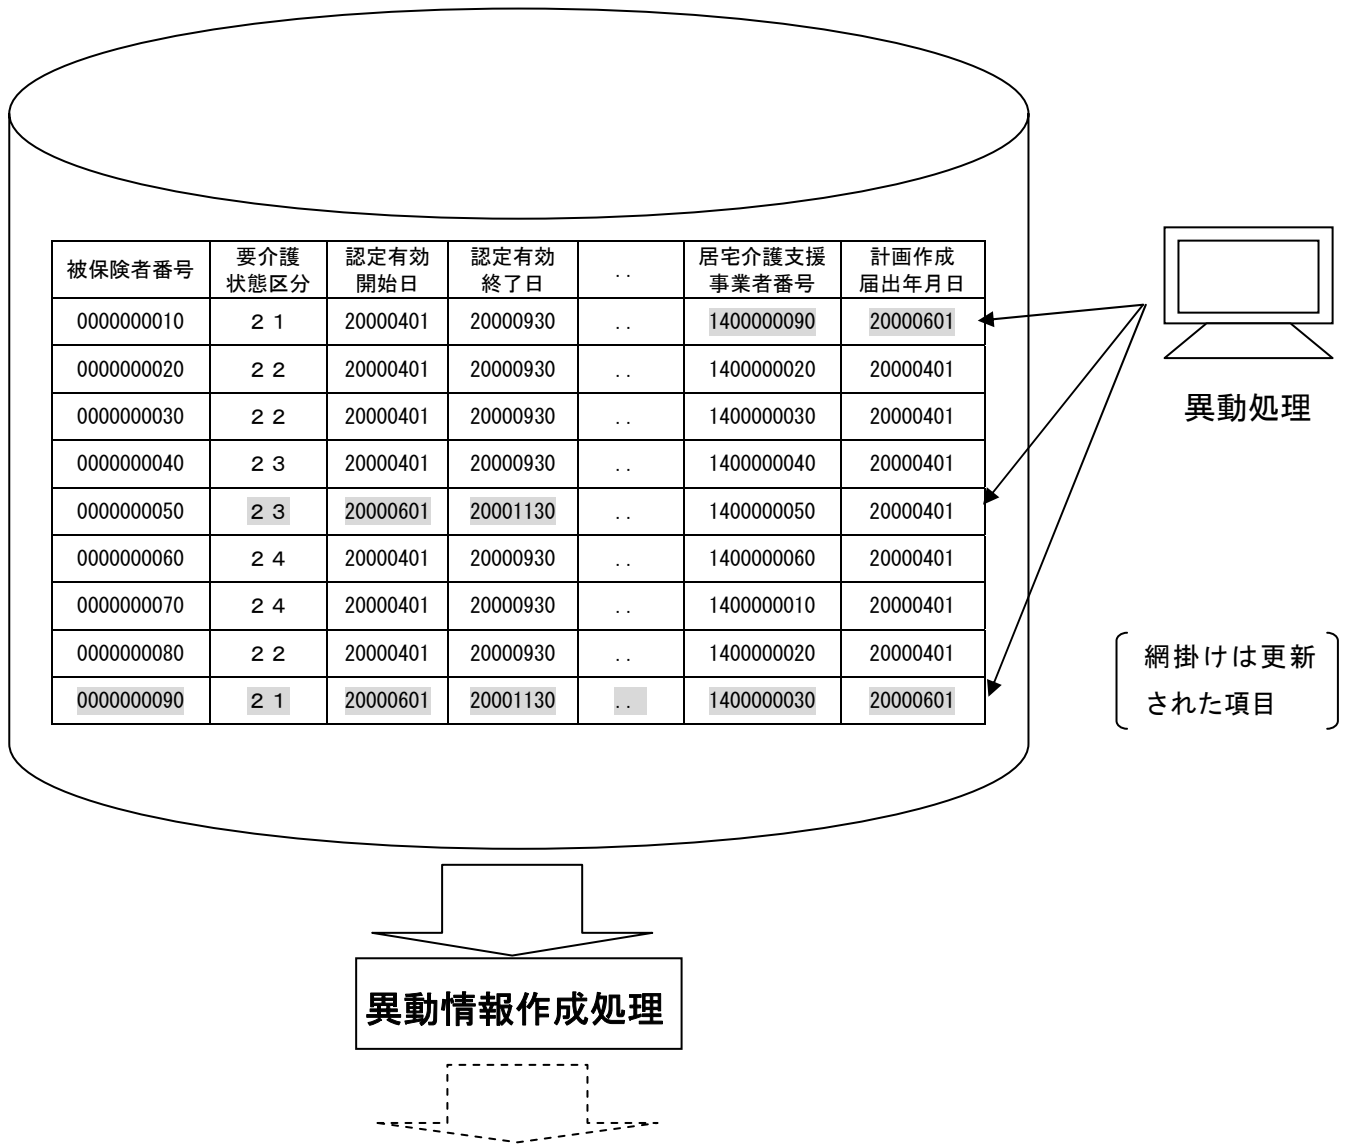 被保険者番号 要介護状態区分 認定有効開始日 認定有効終了日 .. 居宅介護支援事業者番号 計画作成届出年月日
0000000010 ２１ 20000401 20000930 .. 1400000090 20000601
0000000020 ２２ 20000401 20000930 .. 1400000020 20000401
0000000030 ２２ 20000401 20000930 .. 1400000030 20000401
0000000040 ２３ 20000401 20000930 .. 1400000040 20000401
0000000050 ２３ 20000601 20001130 .. 1400000050 20000401
0000000060 ２４ 20000401 20000930 .. 1400000060 20000401
0000000070 ２４ 20000401 20000930 .. 1400000010 20000401
0000000080 ２２ 20000401 20000930 .. 1400000020 20000401
0000000090 ２１ 20000601 20001130 .. 1400000030 20000601
異動処理
網掛けは更新
された項目
異動情報作成処理